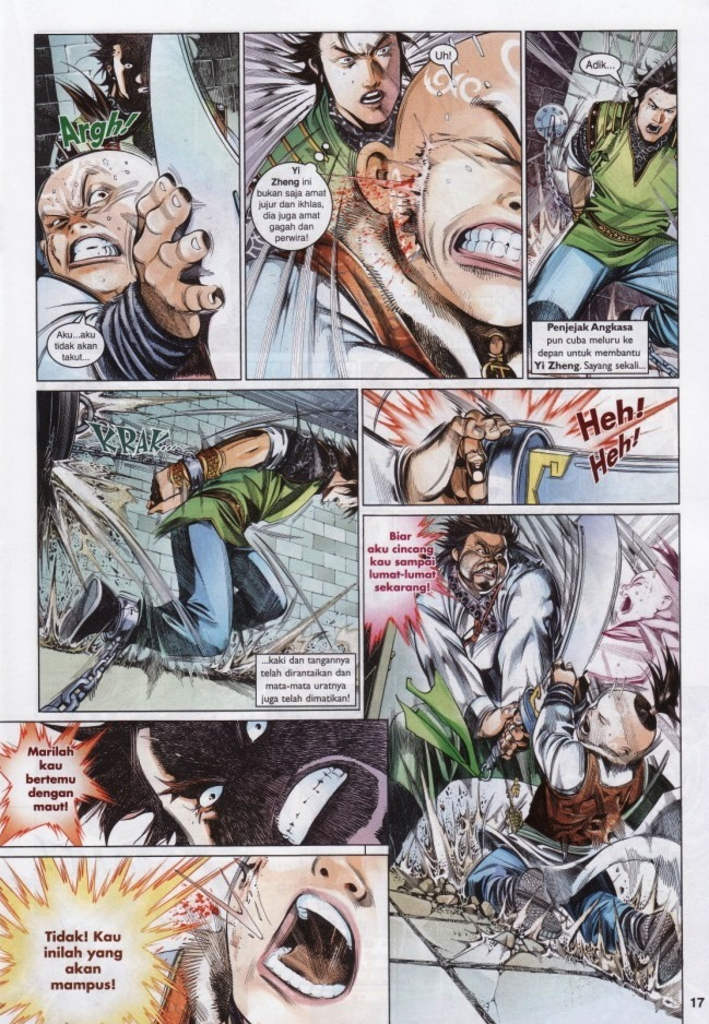 Argh!
Aku...aku
tidak akan
takut...
Uh!
Yi
Zheng ini
bukan saja amat
jujur dan ikhlas,
dia juga amat
gagah dan
perwira!
Adik...
Penjejak Angkasa
pun cuba meluru ke
depan untuk membantu
Yi Zheng. Sayang sekali...
KRAK
...kaki dan tangannya
telah dirantaikan dan
mata-mata uratnya
juga telah dimatikan!
Heh!
Heh!
Biar
aku cincang
kau sampai
lumat-lumat
sekarang!
Marilah
kau
bertemu
dengan
maut!
Tidak! Kau
inilah yang
akan
mampus!
17